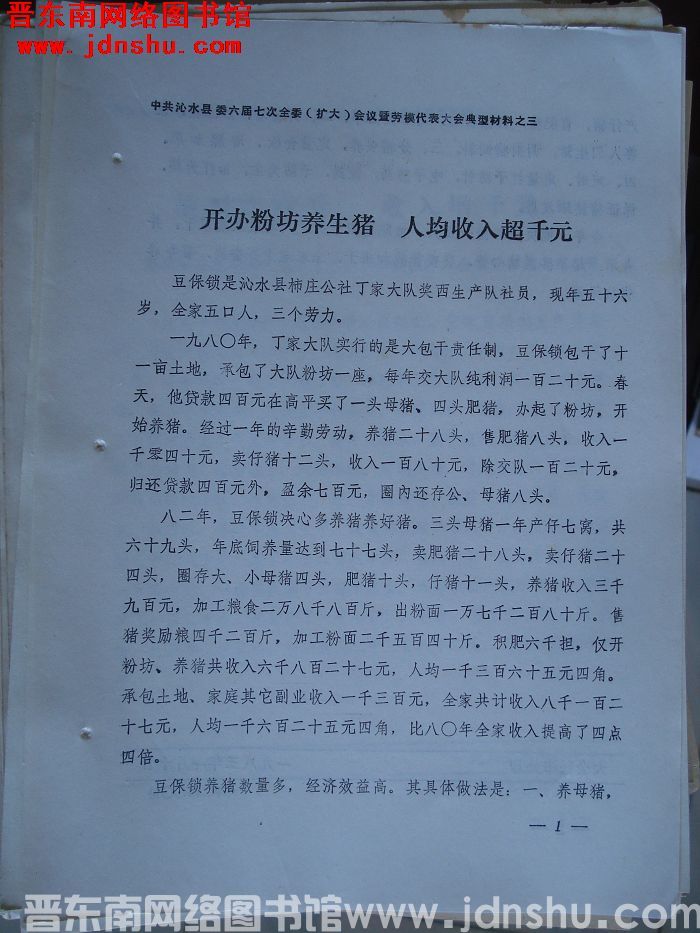 晋东南网络图书馆
www.jdnshu.com
中共沁水县委六届七次全委（扩大）会议暨劳模代表大会典型材料之三
开办粉坊养生猪　人均收入超千元
豆保锁是沁水县柿庄公社丁家大队奖西生产队社员，现年五十六
岁，全家五口人，三个劳力。
一九八〇年，丁家大队实行的是大包干责任制，豆保锁包干了十
一亩土地，承包了大队粉坊一座，每年交大队纯利润一百二十元。春
天，他贷款四百元在高平买了一头母猪、四头肥猪，办起了粉坊，开
始养猪。经过一年的辛勤劳动，养猪二十八头，售肥猪八头，收入一
千零四十元，卖仔猪十二头，收入一百八十元，除交队一百二十元，
归还贷款四百元外，盈余七百元，圈内还存公、母猪八头。
八二年，豆保锁决心多养猪养好猪。三头母猪一年产仔七窝，共
六十九头，年底饲养量达到七十七头，卖肥猪二十八头，卖仔猪二十
四头，圈存大、小母猪四头，肥猪十头，仔猪十一头，养猪收入三千
九百元，加工粮食二万八千八百斤，出粉面一万七千二百八十斤。售
猪奖励粮四千二百斤，加工粉面二千五百四十斤。积肥六千担，仅开
粉坊、养猪共收入六千八百二十七元，人均一千三百六十五元四角。
承包土地、家庭其它副业收入一千三百元，全家共计收入八千一百二
十七元，人均一千六百二十五元四角，比八〇年全家收入提高了四点
四倍。
豆保锁养猪数量多，经济效益高。其具体做法是：一、养母猪，
— 1 —
晋东南网络图书馆 www.jdnshu.com